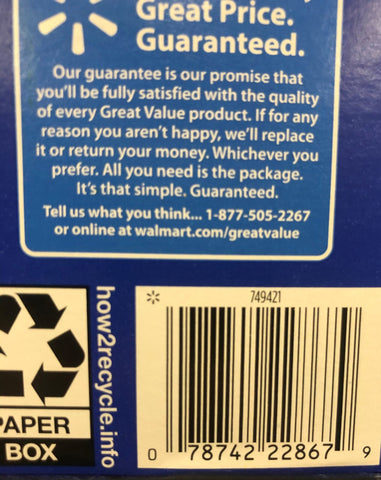 Great Price.
Guaranteed.
Our guarantee is our promise that
you'll be fully satisfied with the quality
of every Great Value product. If for any
reason you aren't happy, we'll replace
it or return your money. Whichever you
prefer. All you need is the package.
It's that simple. Guaranteed.
Tell us what you think... 1-877-505-2267
or online at walmart.com/greatvalue
how2recycle.info
PAPER
BOX
749421
0 78742 22867 9